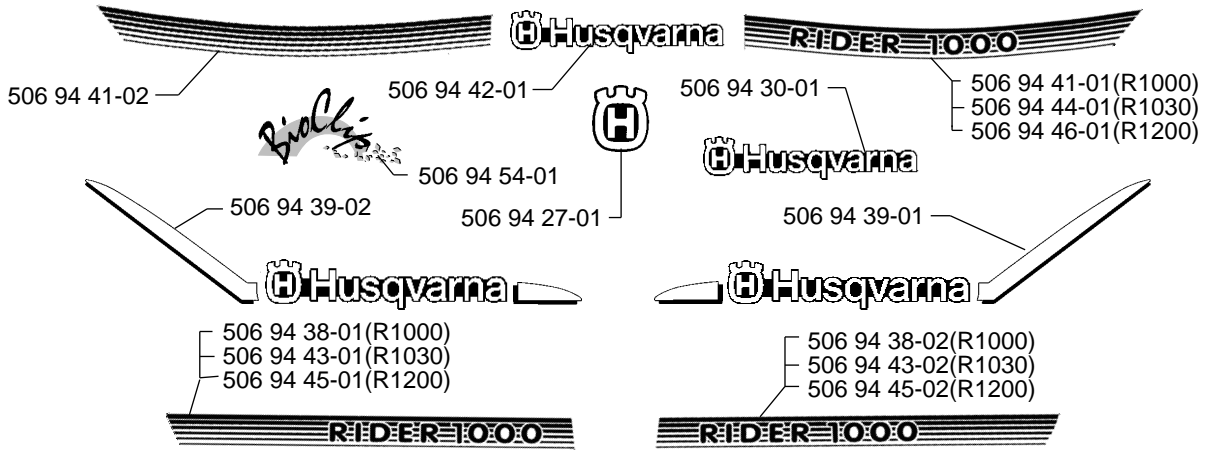 Husqvarna
RIDER 1000
506 94 41-02
506 94 42-01
506 94 30-01
506 94 41-01(R1000)
506 94 44-01(R1030)
506 94 46-01(R1200)
BioClip
H
Husqvarna
506 94 54-01
506 94 39-02
506 94 27-01
506 94 39-01
Husqvarna
Husqvarna
506 94 38-01(R1000)
506 94 43-01(R1030)
506 94 45-01(R1200)
506 94 38-02(R1000)
506 94 43-02(R1030)
506 94 45-02(R1200)
RIDER 1000
RIDER 1000